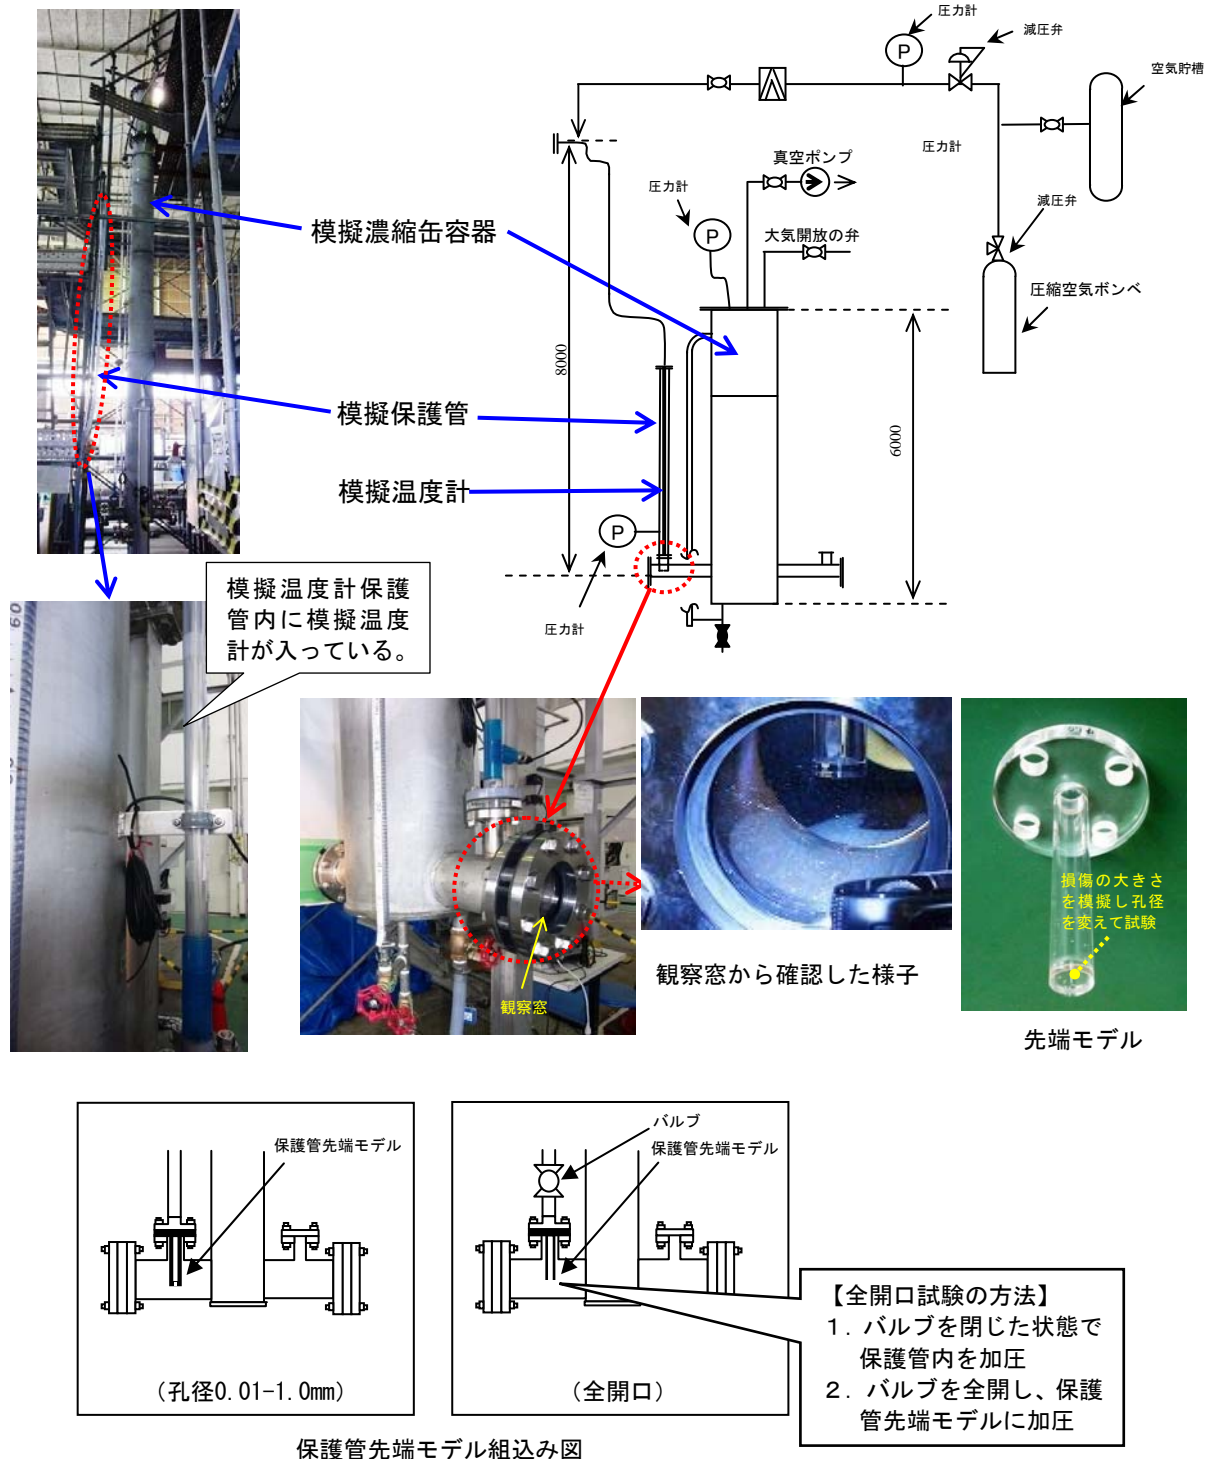 圧力計
減圧弁
P
空気貯槽
圧力計
真空ポンプ
圧力計
減圧弁
P
大気開放の弁
模擬濃縮缶容器
圧縮空気ボンベ
8000
模擬保護管
6000
模擬温度計
P
模擬温度計保護
管内に模擬温度
計が入っている。
圧力計
損傷の大きさ
を模擬し孔径
を変えて試験
観察窓から確認した様子
観察窓
先端モデル
保護管先端モデル
(孔径0.01-1.0mm)
バルブ
保護管先端モデル
(全開口)
【全開口試験の方法】
1. バルブを閉じた状態で
保護管内を加圧
2. バルブを全開し、保護
管先端モデルに加圧
保護管先端モデル組込み図